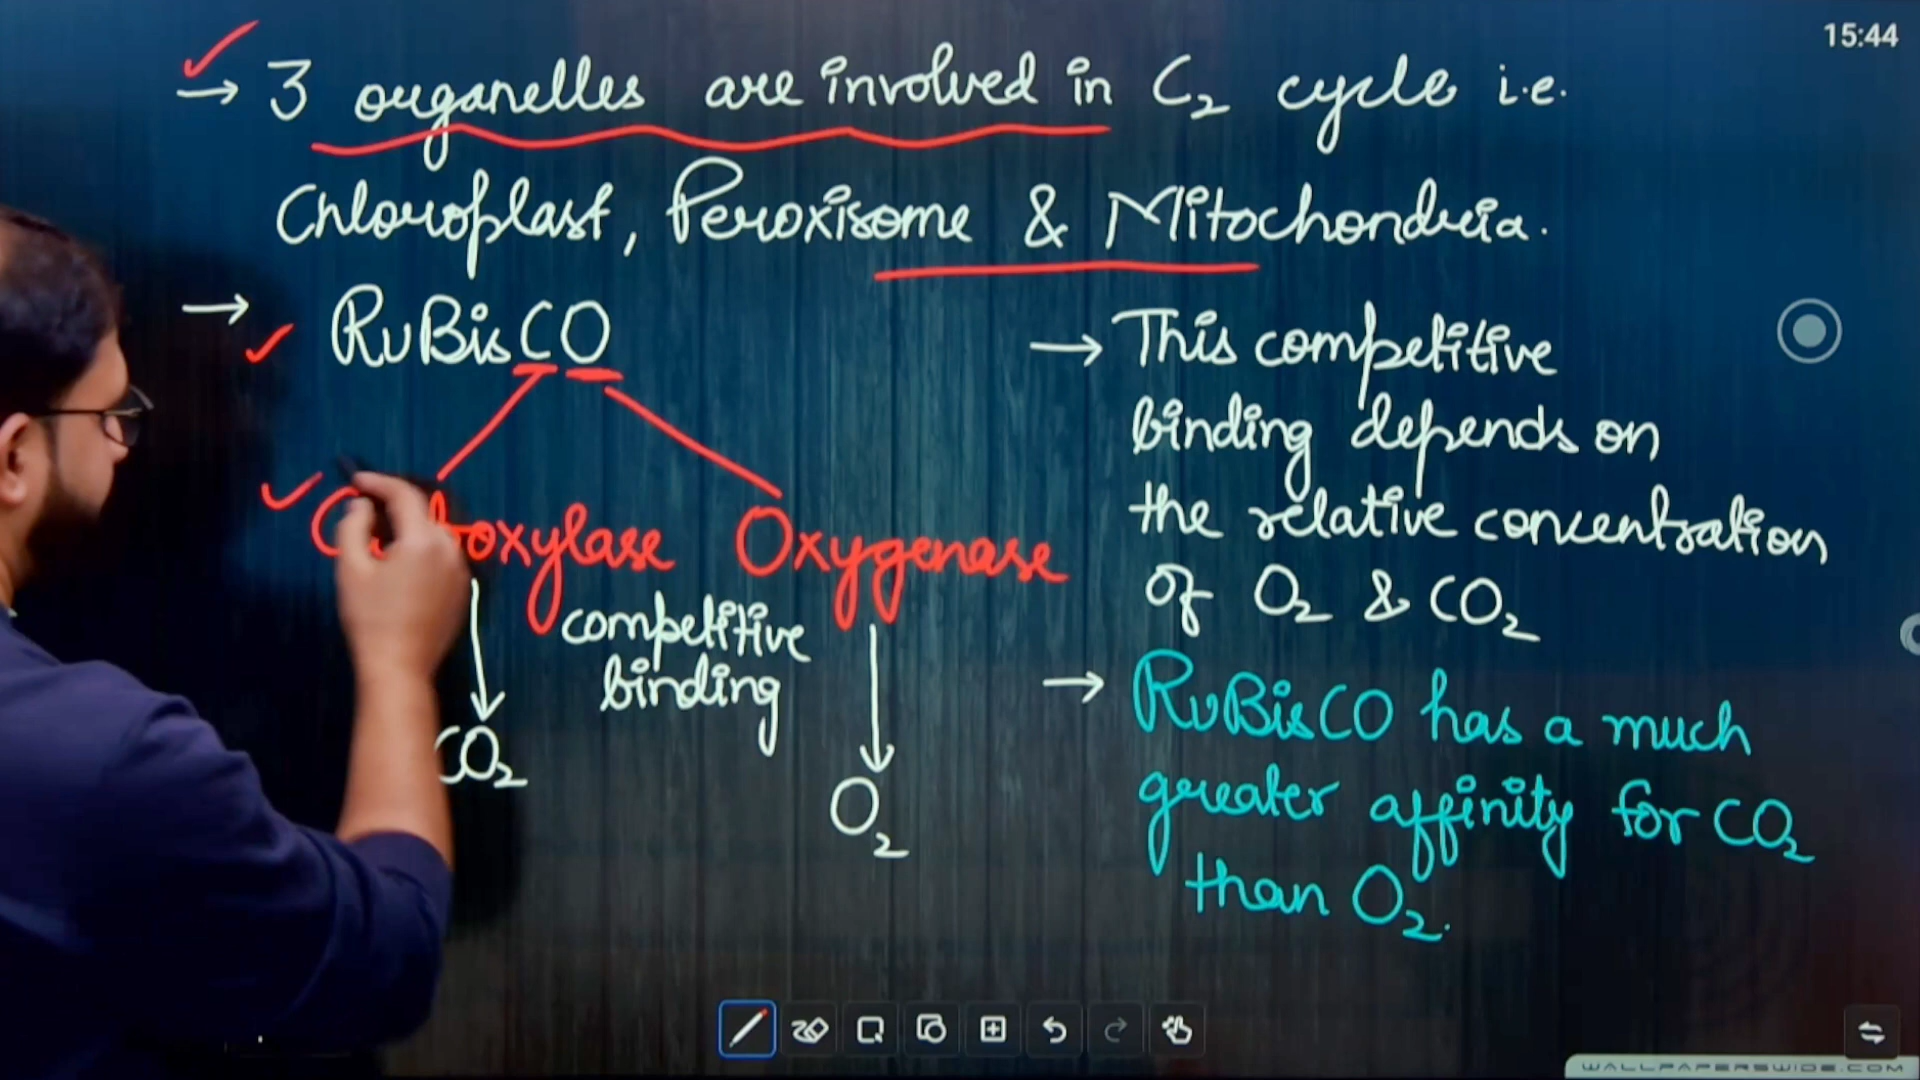 15:44
→ 3 organelles are involved in C₂ cycle i.e.
Chloroplast, Peroxisome & Mitochondria.
→ RuBisCO
Oxygenase
competitive
binding
CO₂
O₂
→ This competitive
binding depends on
the relative concentration
of O₂ & CO₂
→ RuBisCO has a much
greater affinity for CO₂
than O₂.
WALLPAPERSWIDE.COM